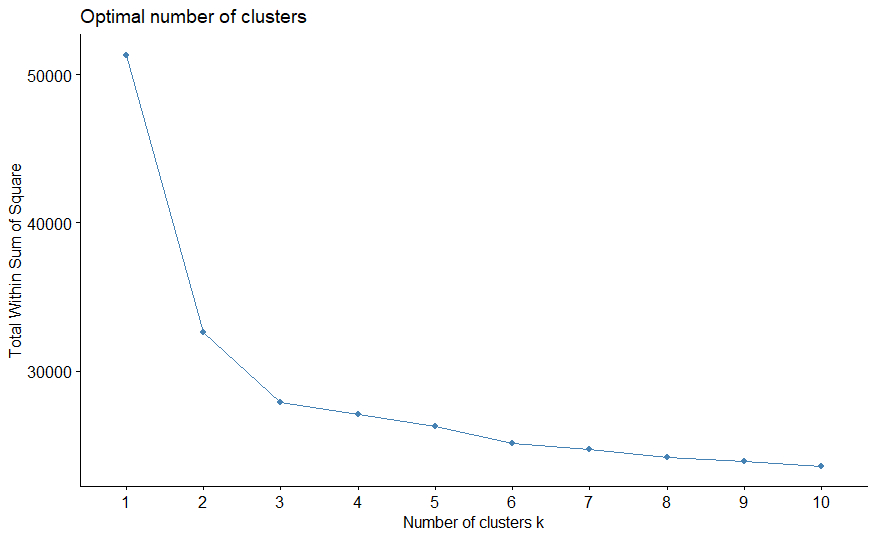 Optimal number of clusters
50000
40000
30000
Total Within Sum of Square
1 2 3 4 5 6 7 8 9 10
Number of clusters k